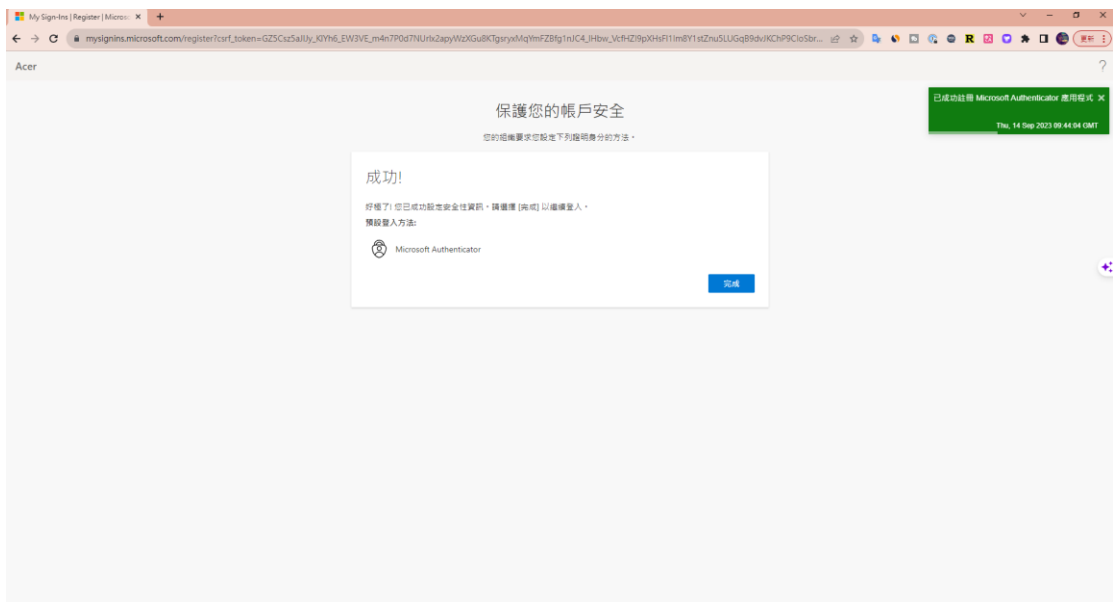 My Sign-Ins | Register | Microso
mysignins.microsoft.com/register?csrf_token=
更新
Acer
?
已成功註冊 Microsoft Authenticator 應用程式
Thu, 14 Sep 2023 09:44:04 GMT
保護您的帳戶安全
您的組織要求您設定下列證明身分的方法。
成功!
好極了! 您已成功設定安全性資訊。請選擇 [完成] 以繼續登入。
預設登入方法:
Microsoft Authenticator
完成